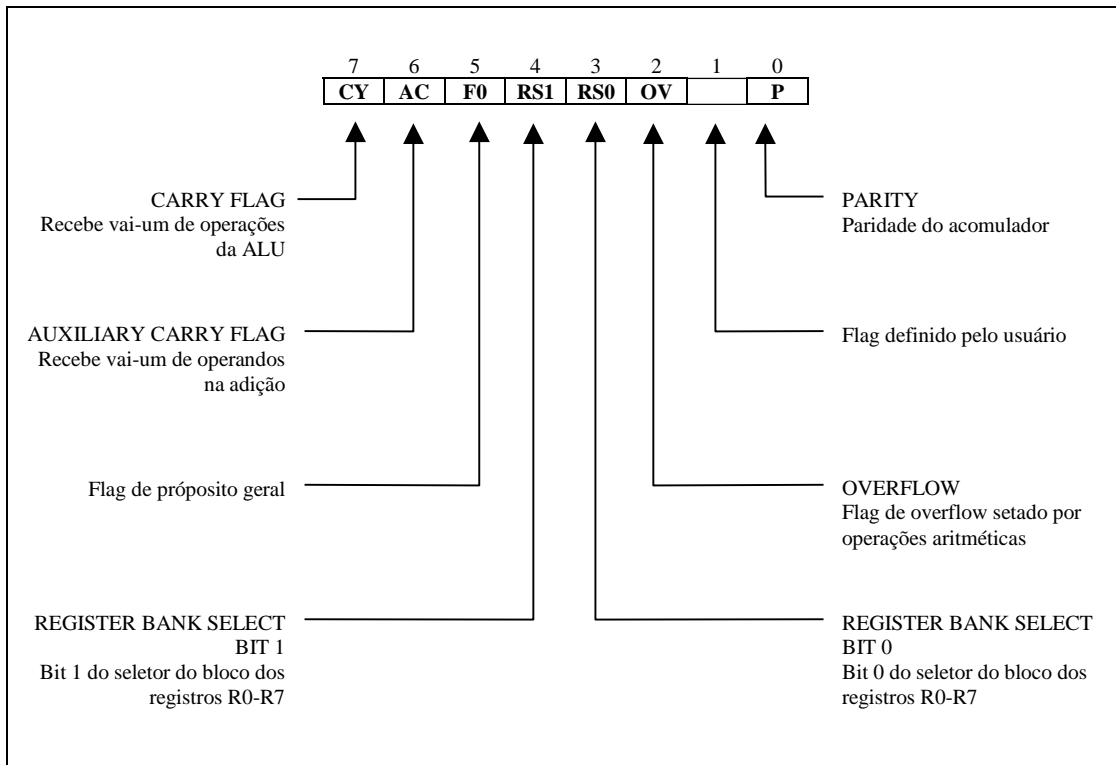 7 6 5 4 3 2 1 0
CY AC F0 RS1 RS0 OV P
CARRY FLAG
Recebe vai-um de operações
da ALU
PARITY
Paridade do acomulador
AUXILIARY CARRY FLAG
Recebe vai-um de operandos
na adição
Flag definido pelo usuário
Flag de próposito geral
OVERFLOW
Flag de overflow setado por
operações aritméticas
REGISTER BANK SELECT
BIT 1
Bit 1 do seletor do bloco dos
registros R0-R7
REGISTER BANK SELECT
BIT 0
Bit 0 do seletor do bloco dos
registros R0-R7